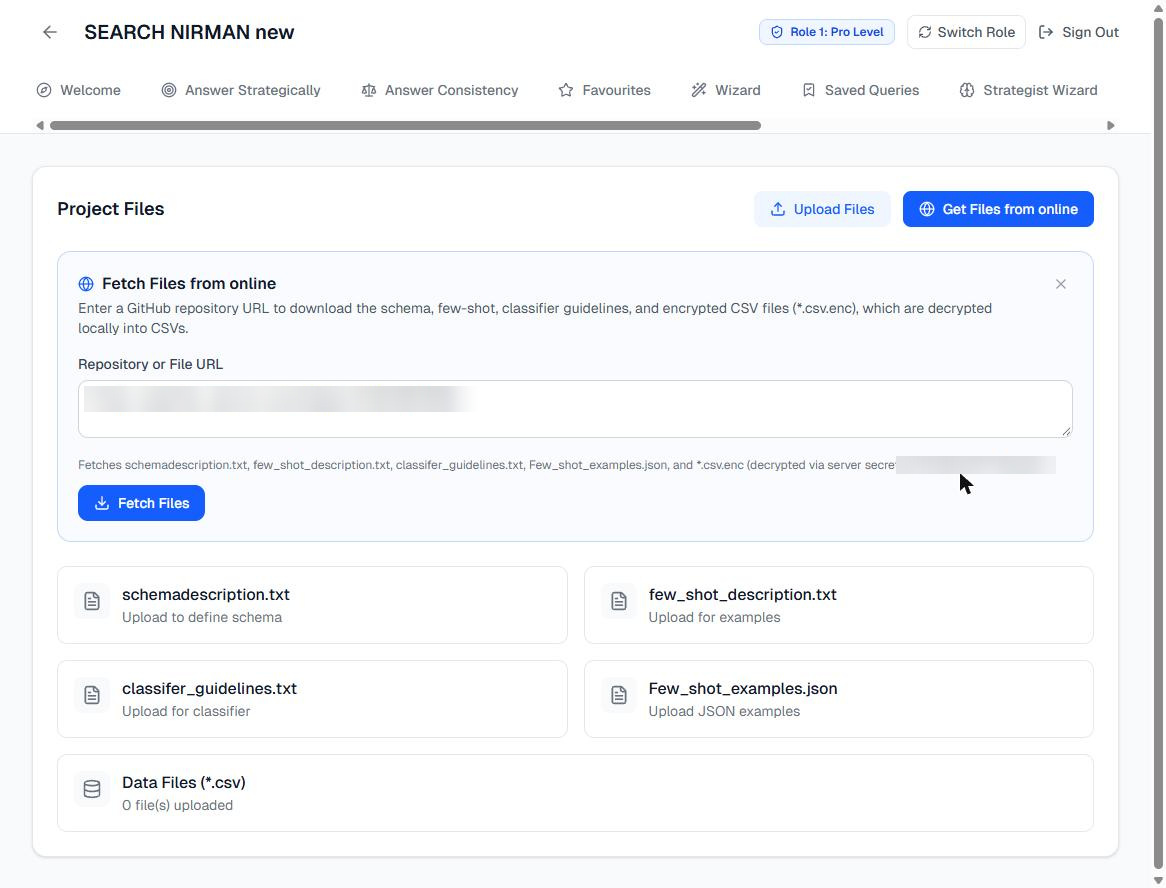 SEARCH NIRMAN new
Role 1: Pro Level
Switch Role
Sign Out
Welcome
Answer Strategically
Answer Consistency
Favourites
Wizard
Saved Queries
Strategist Wizard
Project Files
Upload Files
Get Files from online
Fetch Files from online
Enter a GitHub repository URL to download the schema, few-shot, classifier guidelines, and encrypted CSV files (*.csv.enc), which are decrypted
locally into CSVs.
Repository or File URL
Fetches schemadescription.txt, few_shot_description.txt, classifer_guidelines.txt, Few_shot_examples.json, and *.csv.enc (decrypted via server
Fetch Files
schemadescription.txt
Upload to define schema
few_shot_description.txt
Upload for examples
classifer_guidelines.txt
Upload for classifier
Few_shot_examples.json
Upload JSON examples
Data Files (*.csv)
0 file(s) uploaded